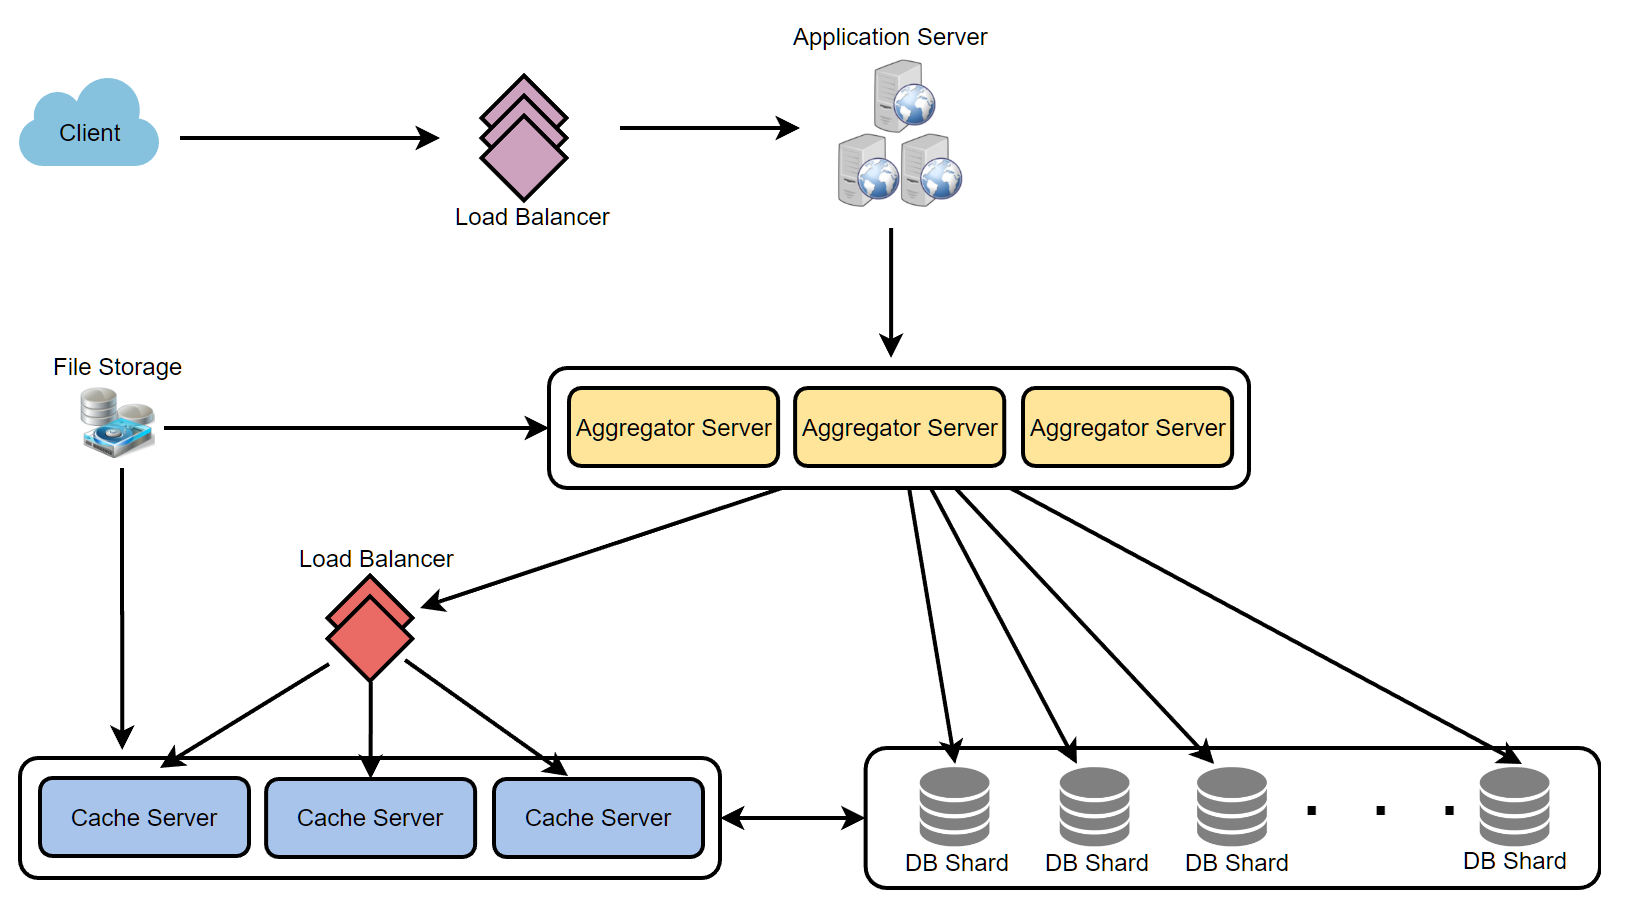 Application Server
Client
Load Balancer
File Storage
Aggregator Server
Aggregator Server
Aggregator Server
Load Balancer
Cache Server
Cache Server
Cache Server
DB Shard
DB Shard
DB Shard
DB Shard